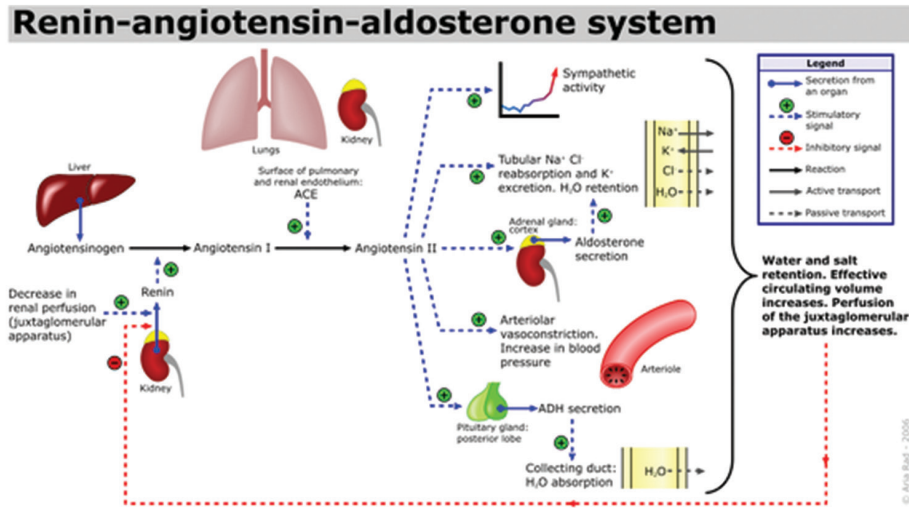 Renin-angiotensin-aldosterone system
Liver
Angiotensinogen
Decrease in
renal perfusion
(juxtaglomerular
apparatus)
Renin
Kidney
Lungs
Kidney
Surface of pulmonary
and renal endothelium:
ACE
Angiotensin I
Angiotensin II
Sympathetic
activity
Tubular Na⁺ Cl⁻
reabsorption and K⁺
excretion. H₂O retention
Adrenal gland:
cortex
Aldosterone
secretion
Arteriolar
vasoconstriction.
Increase in blood
pressure
Arteriole
Pituitary gland:
posterior lobe
ADH secretion
Collecting duct:
H₂O absorption
H₂O
Na⁺
K⁺
Cl⁻
H₂O
Legend
Secretion from
an organ
Stimulatory
signal
Inhibitory signal
Reaction
Active transport
Passive transport
Water and salt
retention. Effective
circulating volume
increases. Perfusion
of the juxtaglomerular
apparatus increases.
© Aria Rad - 2006